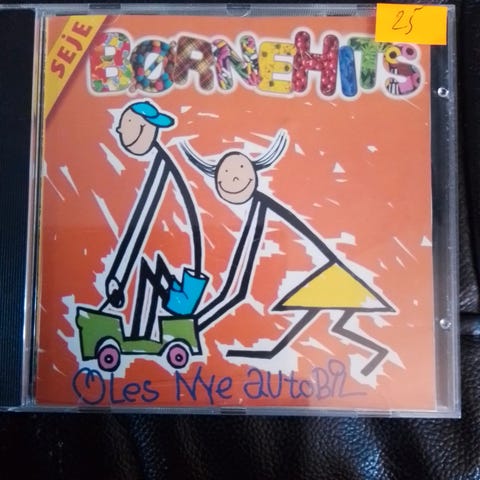 25
SEJE
BØRNEHITS
Oles Nye autoBIL